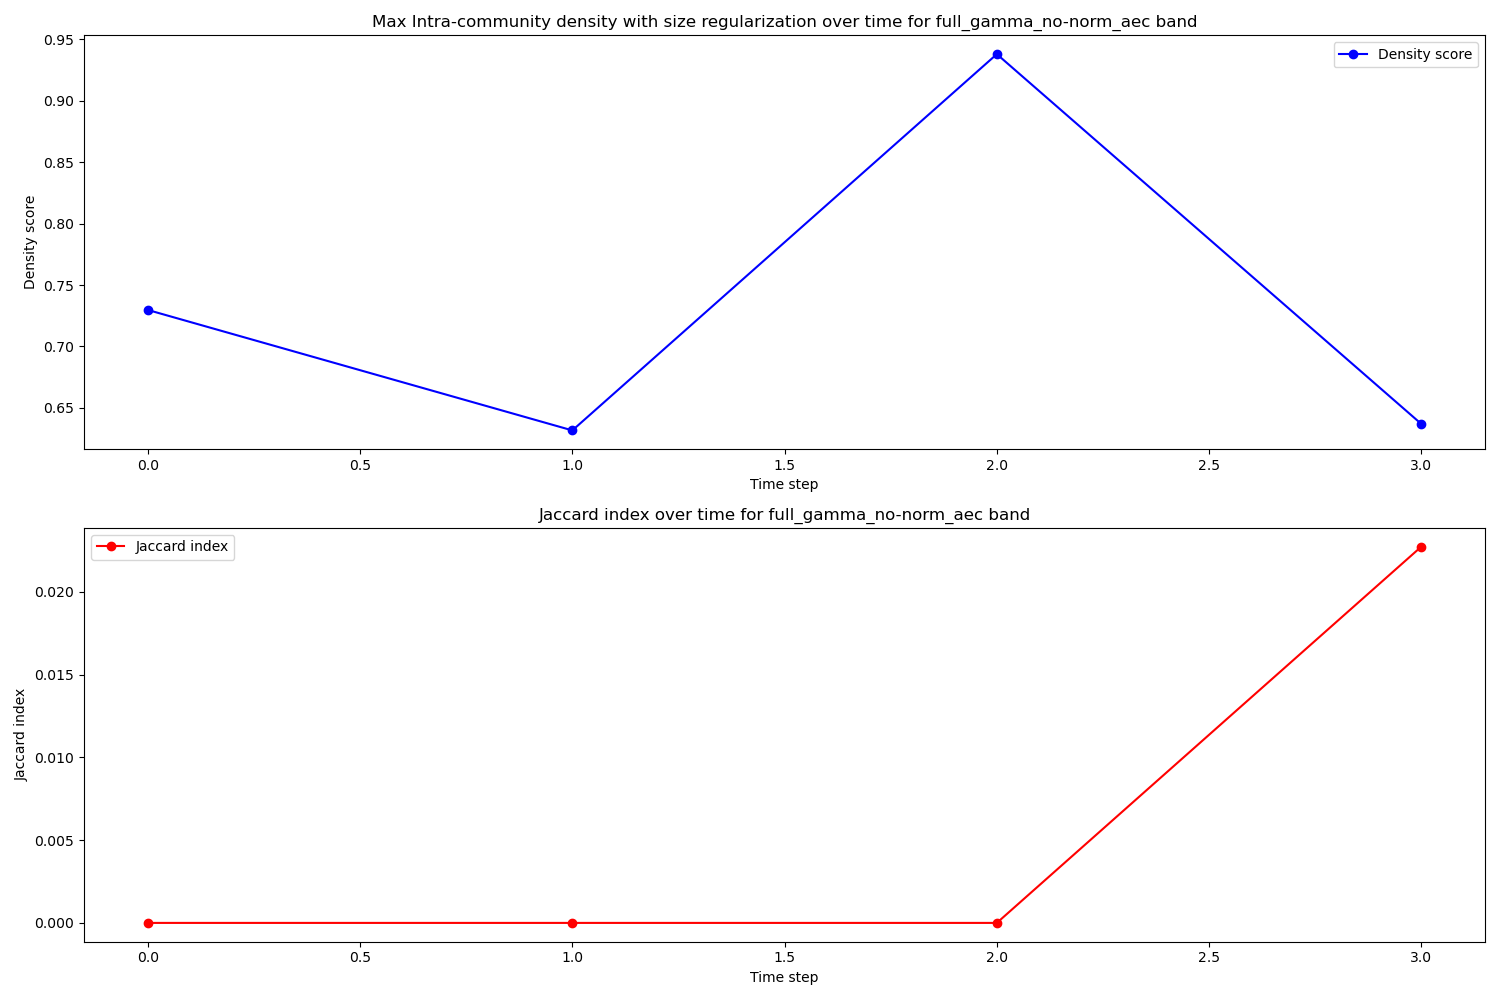 Max Intra-community density with size regularization over time for full_gamma_no-norm_aec band
Density score
0.95
0.90
0.85
0.80
0.75
0.70
0.65
Density score
0.0 0.5 1.0 1.5 2.0 2.5 3.0
Time step
Jaccard index over time for full_gamma_no-norm_aec band
Jaccard index
0.020
0.015
0.010
0.005
0.000
Jaccard index
0.0 0.5 1.0 1.5 2.0 2.5 3.0
Time step